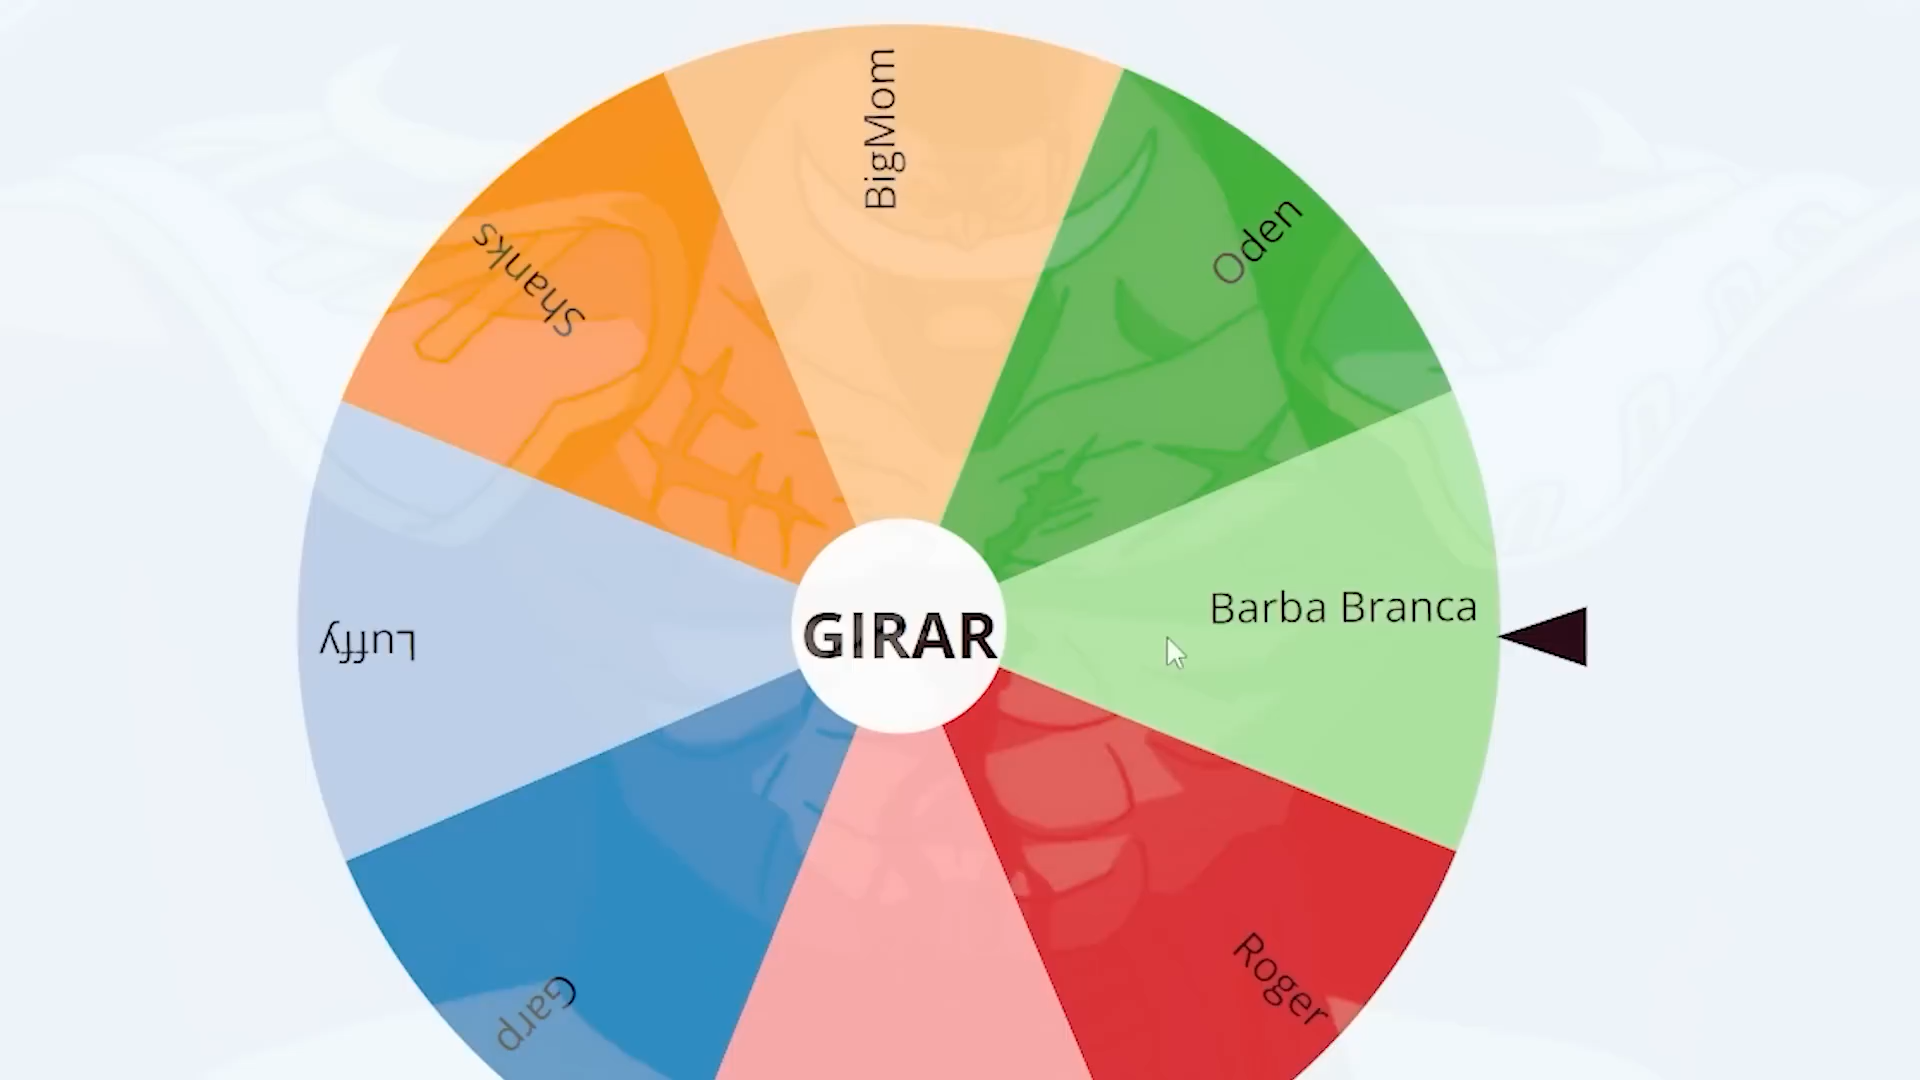 BigMom
Oden
Shanks
Barba Branca
GIRAR
Luffy
Roger
Garp